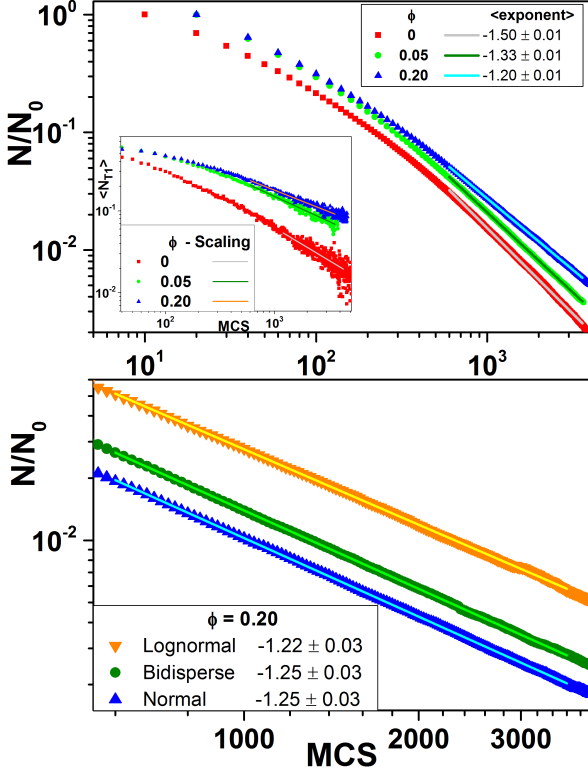 10^0
10^-1
10^-2
N/N_0
ϕ <exponent>
0 -1.50 ± 0.01
0.05 -1.33 ± 0.01
0.20 -1.20 ± 0.01
<N_T1>
10^-1
10^-2
ϕ - Scaling
0
0.05
0.20
10^2 MCS 10^3
10^1 10^2 10^3
N/N_0
10^-2
ϕ = 0.20
Lognormal -1.22 ± 0.03
Bidisperse -1.25 ± 0.03
Normal -1.25 ± 0.03
1000 2000 3000
MCS